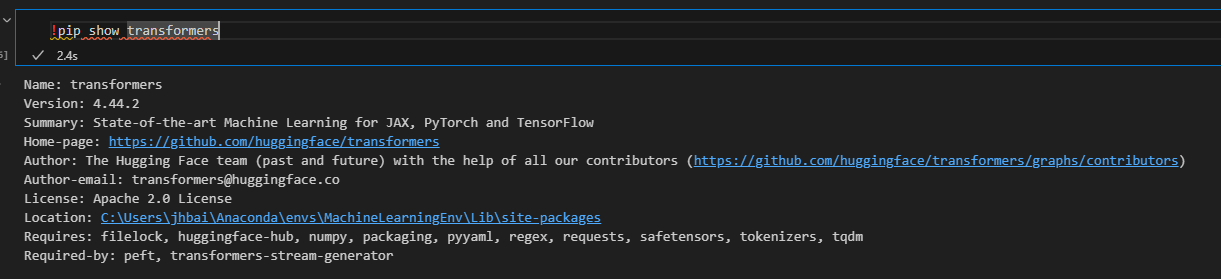 !pip show transformers
5]
2.4s
Name: transformers
Version: 4.44.2
Summary: State-of-the-art Machine Learning for JAX, PyTorch and TensorFlow
Home-page: https://github.com/huggingface/transformers
Author: The Hugging Face team (past and future) with the help of all our contributors (https://github.com/huggingface/transformers/graphs/contributors)
Author-email: transformers@huggingface.co
License: Apache 2.0 License
Location: C:\Users\jhbai\Anaconda\envs\MachineLearningEnv\Lib\site-packages
Requires: filelock, huggingface-hub, numpy, packaging, pyyaml, regex, requests, safetensors, tokenizers, tqdm
Required-by: peft, transformers-stream-generator